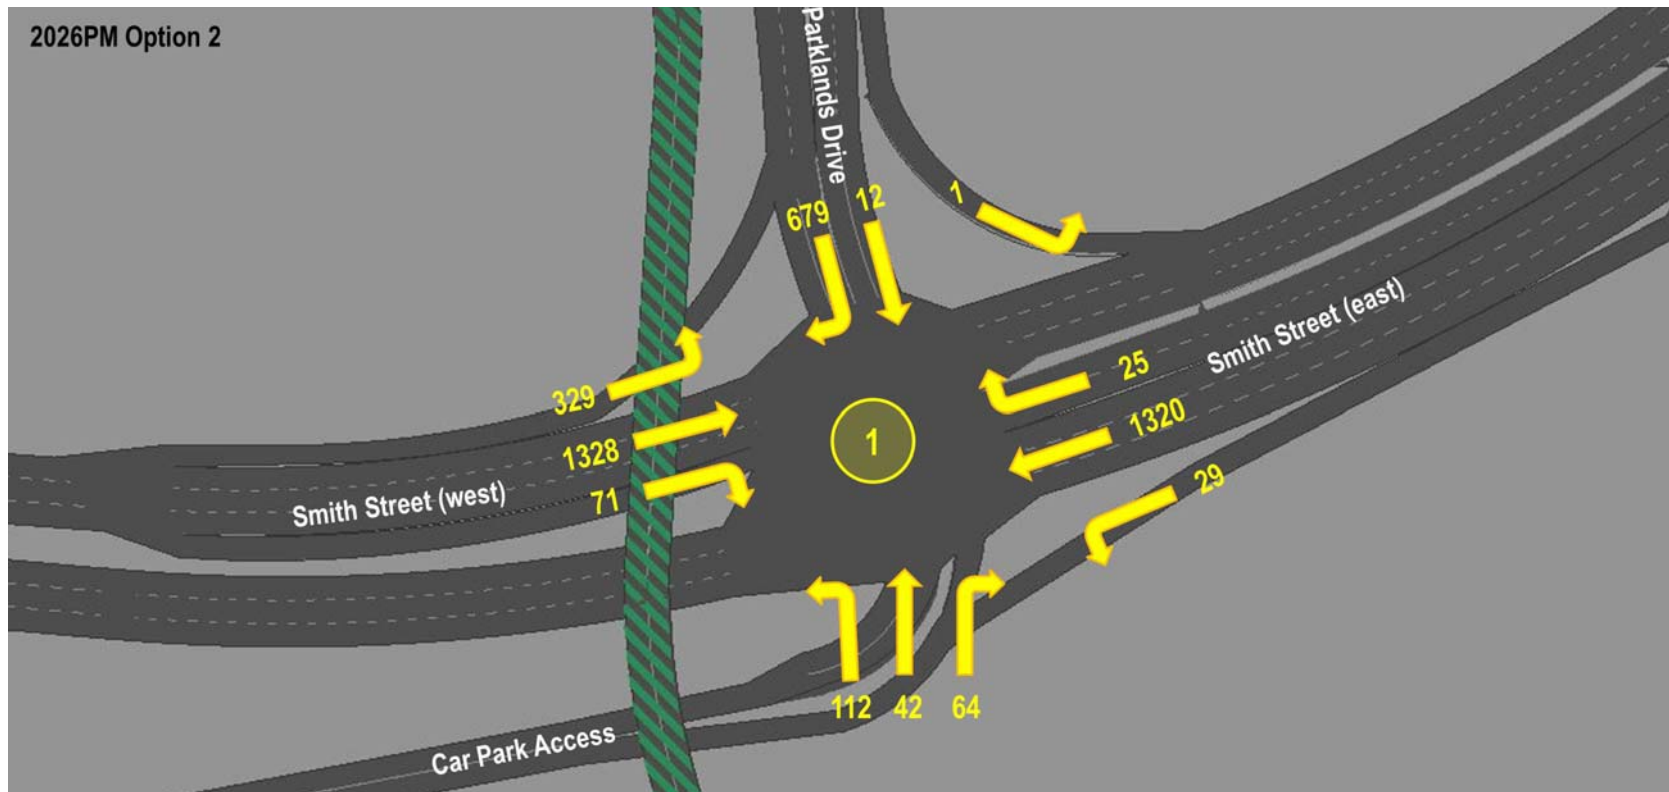 2026PM Option 2
Parklands Drive
679
12
1
329
1328
71
Smith Street (west)
1
25
1320
29
Smith Street (east)
112
42
64
Car Park Access